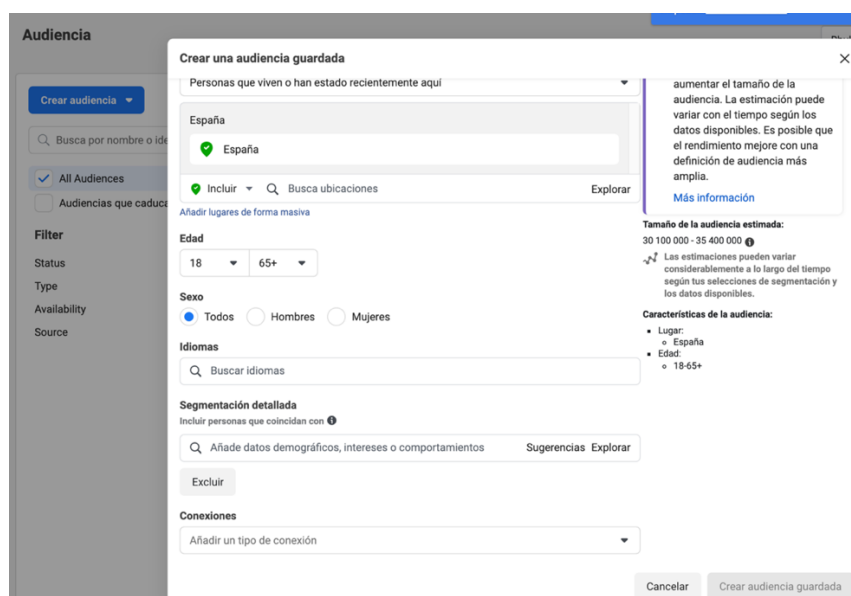 Audiencia
Crear una audiencia guardada
Crear audiencia
Busca por nombre o ide
All Audiences
Audiencias que caduca
Filter
Status
Type
Availability
Source
Personas que viven o han estado recientemente aquí
España
España
Incluir
Busca ubicaciones
Explorar
Añadir lugares de forma masiva
Edad
18
65+
Sexo
Todos
Hombres
Mujeres
Idiomas
Buscar idiomas
Segmentación detallada
Incluir personas que coincidan con
Añade datos demográficos, intereses o comportamientos
Sugerencias
Explorar
Excluir
Conexiones
Añadir un tipo de conexión
aumentar el tamaño de la
audiencia. La estimación puede
variar con el tiempo según los
datos disponibles. Es posible que
el rendimiento mejore con una
definición de audiencia más
amplia.
Más información
Tamaño de la audiencia estimada:
30 100 000 - 35 400 000
Las estimaciones pueden variar
considerablemente a lo largo del tiempo
según tus selecciones de segmentación y
los datos disponibles.
Características de la audiencia:
Lugar:
España
Edad:
18-65+
Cancelar
Crear audiencia guardada